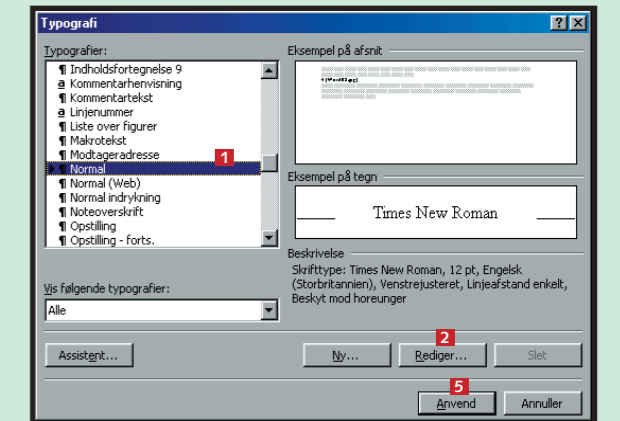 Typografi
Typografier:
¶ Indholdsfortegnelse 9
a Kommentarhenvisning
¶ Kommentartekst
a Linjenummer
¶ Liste over figurer
¶ Makrotekst
¶ Modtageradresse
1
¶ Normal
¶ Normal (Web)
¶ Normal indrykning
¶ Noteoverskrift
¶ Opstilling
¶ Opstilling - forts.
Vis følgende typografier:
Alle
Eksempel på afsnit
Eksempel på tegn
Times New Roman
Beskrivelse
Skrifttype: Times New Roman, 12 pt, Engelsk
(Storbritannien), Venstrejusteret, Linjeafstand enkelt,
Beskyt mod horeunger
2
Assistent...
Ny...
Rediger...
Slet
5
Anvend
Annuller